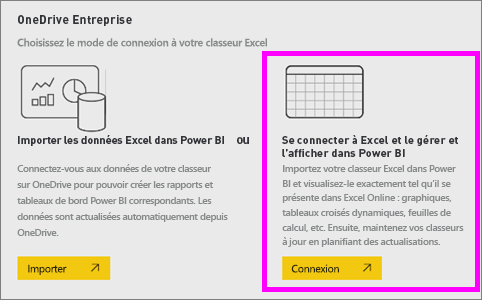 OneDrive Entreprise
Choisissez le mode de connexion à votre classeur Excel
Importer les données Excel dans Power BI
Connectez-vous aux données de votre classeur
sur OneDrive pour pouvoir créer les rapports et
tableaux de bord Power BI correspondants. Les
données sont actualisées automatiquement depuis
OneDrive.
Importer
ou
Se connecter à Excel et le gérer et
l'afficher dans Power BI
Importez votre classeur Excel dans Power
BI et visualisez-le exactement tel qu'il se
présente dans Excel Online : graphiques,
tableaux croisés dynamiques, feuilles de
calcul, etc. Ensuite, maintenez vos classeurs
à jour en planifiant des actualisations.
Connexion